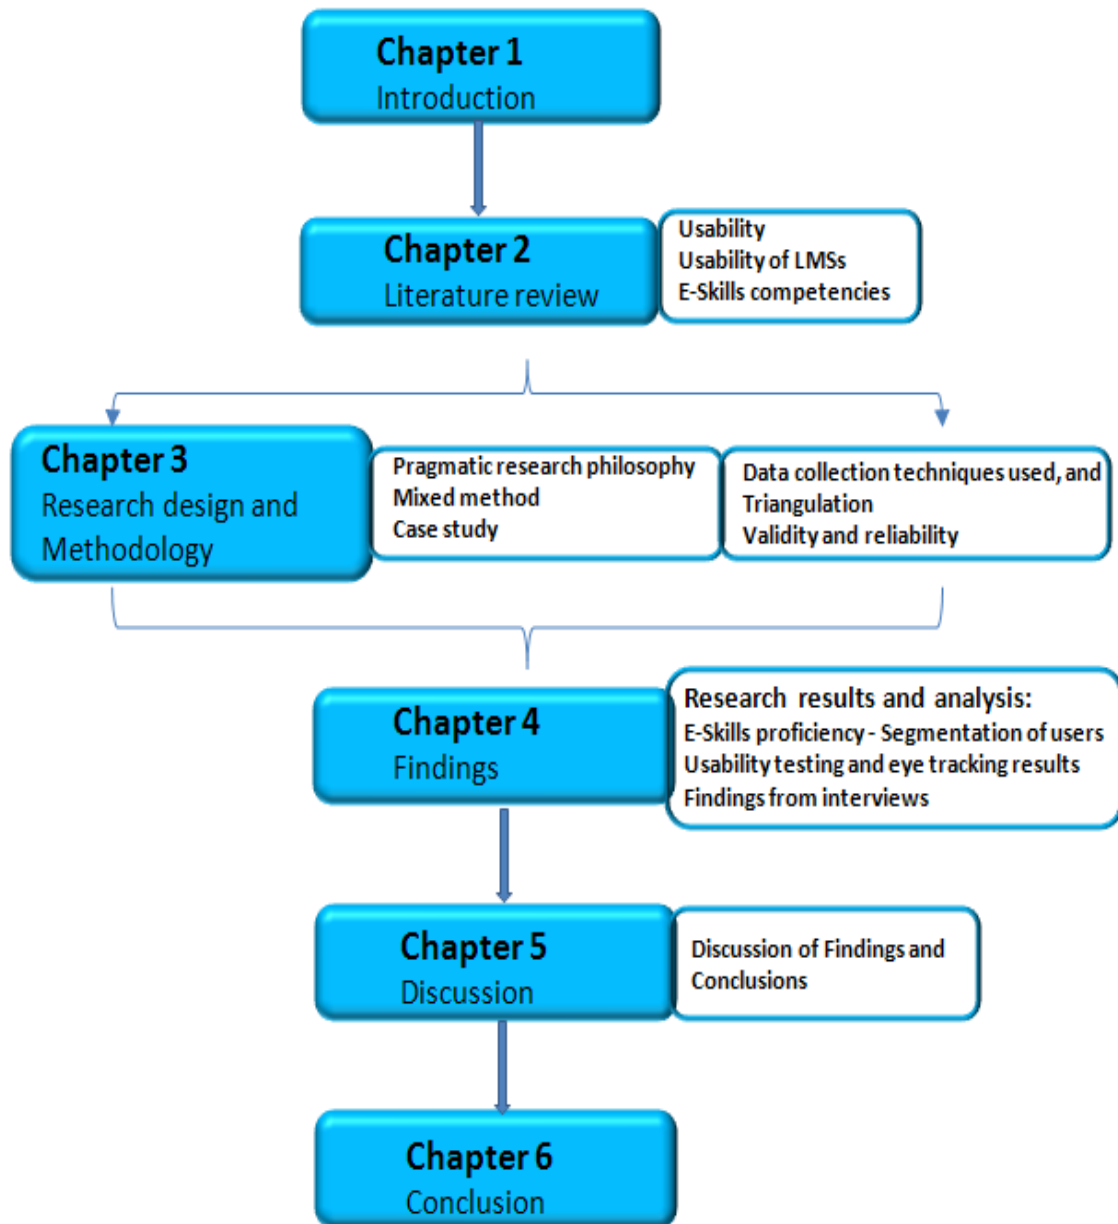 Chapter 1
Introduction
Chapter 2
Literature review
Usability
Usability of LMSs
E-Skills competencies
Chapter 3
Research design and
Methodology
Pragmatic research philosophy
Mixed method
Case study
Data collection techniques used, and
Triangulation
Validity and reliability
Chapter 4
Findings
Research results and analysis:
E-Skills proficiency - Segmentation of users
Usability testing and eye tracking results
Findings from interviews
Chapter 5
Discussion
Discussion of Findings and
Conclusions
Chapter 6
Conclusion